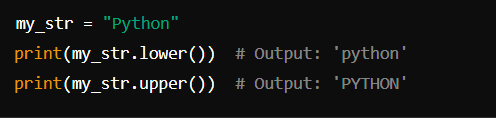 my_str = "Python"
print(my_str.lower())  # Output: 'python'
print(my_str.upper())  # Output: 'PYTHON'